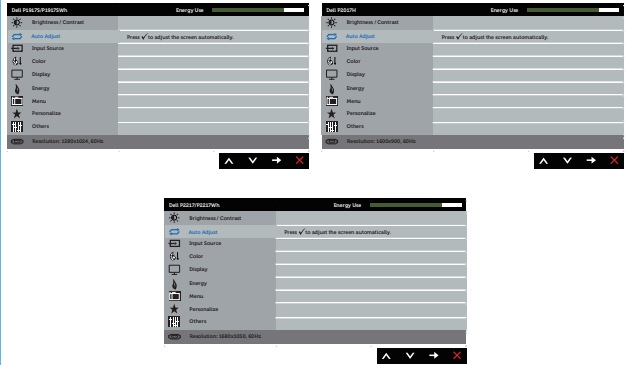 Dell P1917S/P1917SWh Energy Use
Brightness / Contrast
Auto Adjust Press ✓ to adjust the screen automatically.
Input Source
Color
Display
Energy
Menu
Personalize
Others
Resolution: 1280x1024, 60Hz
Dell P2017H Energy Use
Brightness / Contrast
Auto Adjust Press ✓ to adjust the screen automatically.
Input Source
Color
Display
Energy
Menu
Personalize
Others
Resolution: 1600x900, 60Hz
Dell P2217/P2217Wh Energy Use
Brightness / Contrast
Auto Adjust Press ✓ to adjust the screen automatically.
Input Source
Color
Display
Energy
Menu
Personalize
Others
Resolution: 1680x1050, 60Hz